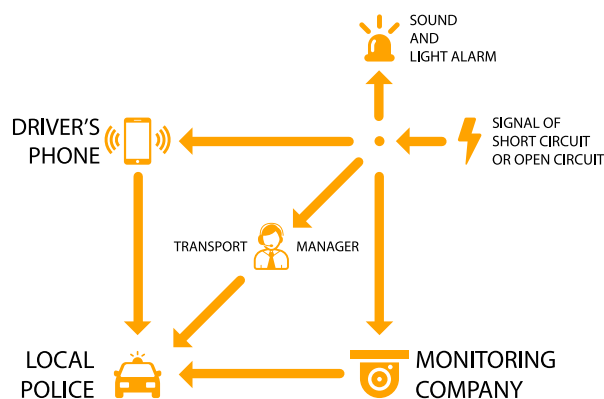 SOUND
AND
LIGHT ALARM
DRIVER'S
PHONE
SIGNAL OF
SHORT CIRCUIT
OR OPEN CIRCUIT
TRANSPORT MANAGER
LOCAL
POLICE
MONITORING
COMPANY